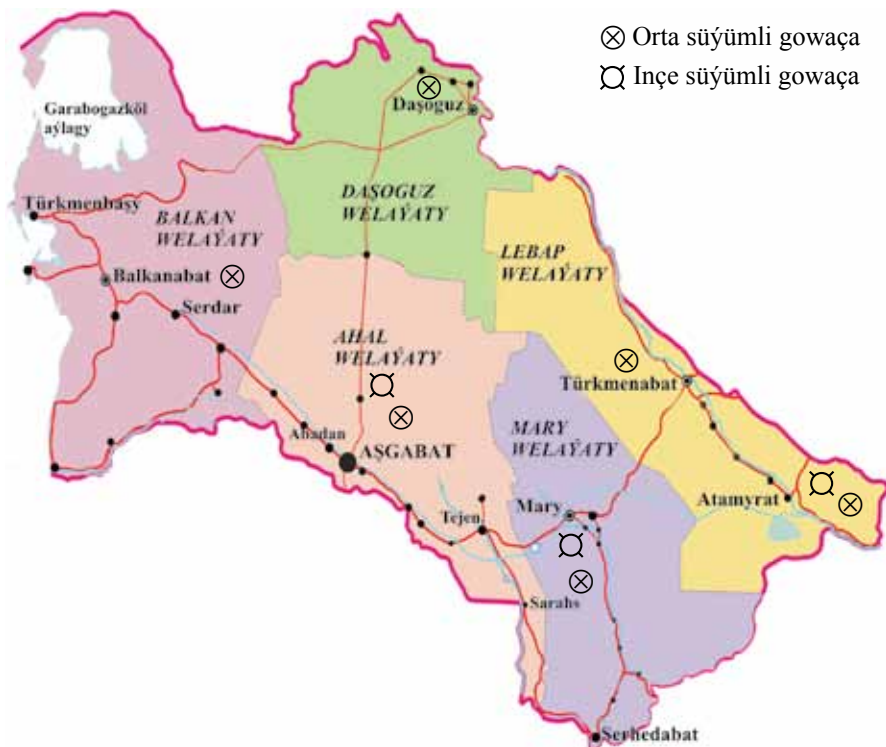 Orta süýümli gowaça
Inçe süýümli gowaça
Garabogazköl
aýlagy
Daşoguz
Türkmenbaşy
BALKAN
WELAÝATY
DAŞOGUZ
WELAÝATY
LEBAP
WELAÝATY
Balkanabat
Serdar
AHAL
WELAÝATY
Türkmenabat
Abadan
AŞGABAT
MARY
WELAÝATY
Atamyrat
Mary
Tejen
Sarahs
Serhedabat